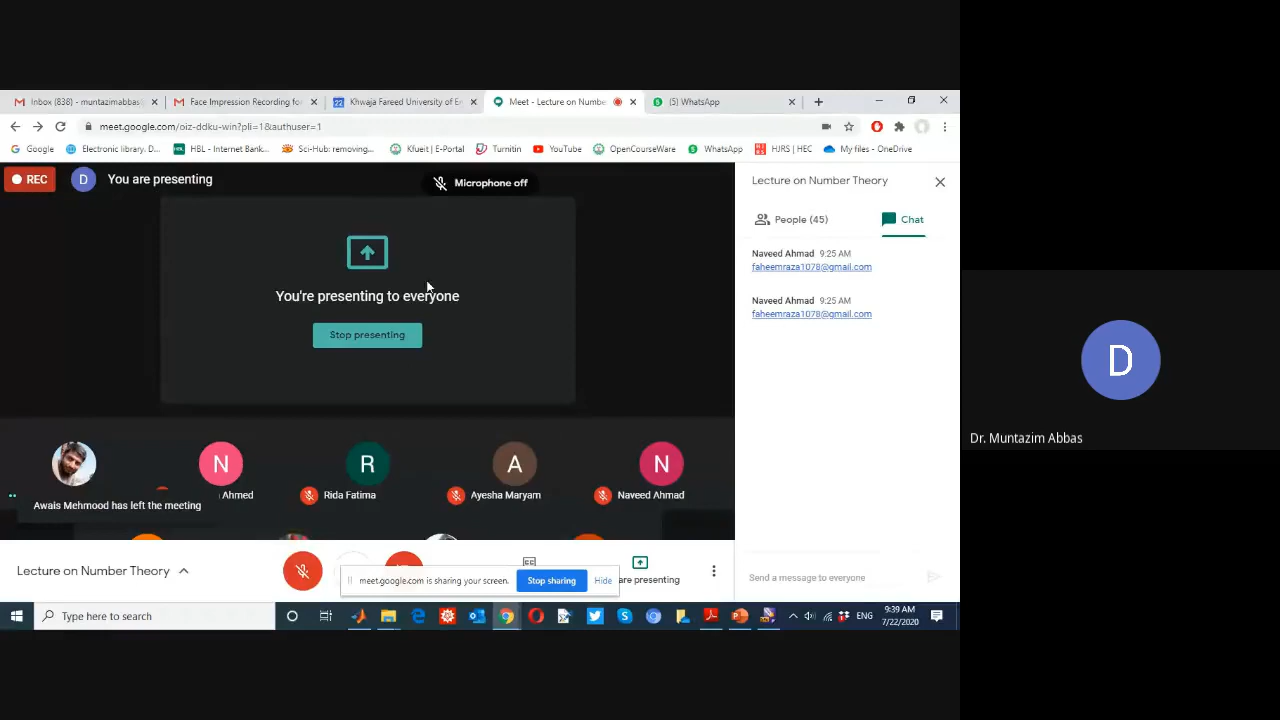 Inbox (838) - muntazimabbas
Face Impression Recording for
Khwaja Fareed University of E
Meet - Lecture on Numbe
(5) WhatsApp
meet.google.com/oiz-ddku-win?pli=1&authuser=1
Google
Electronic library. D...
HBL - Internet Bank...
Sci-Hub: removing...
Kfueit | E-Portal
Turnitin
YouTube
OpenCourseWare
WhatsApp
HJRS | HEC
My files - OneDrive
REC
D
You are presenting
Microphone off
Lecture on Number Theory
People (45)
Chat
Naveed Ahmad 9:25 AM
faheemraza1078@gmail.com
Naveed Ahmad 9:25 AM
faheemraza1078@gmail.com
You're presenting to everyone
Stop presenting
D
Dr. Muntazim Abbas
N
R
A
N
Ahmed
Rida Fatima
Ayesha Maryam
Naveed Ahmad
Awais Mehmood has left the meeting
Lecture on Number Theory
meet.google.com is sharing your screen.
Stop sharing
Hide
are presenting
Send a message to everyone
Type here to search
ENG
9:39 AM
7/22/2020